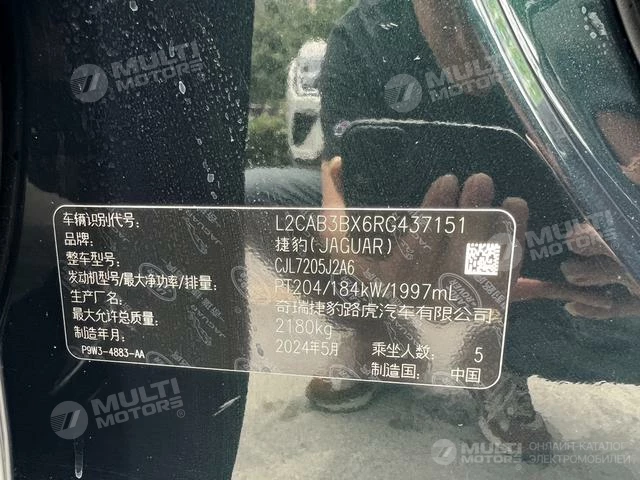 MULTI
MOTORS®
MULTI
MOTORS®
车辆识别代号: L2CAB3BX6RG437151
品牌: 捷豹(JAGUAR)
整车型号: CJL7205J2A6
发动机型号/最大净功率/排量: PT204/184kW/1997mL
生产厂名: 奇瑞捷豹路虎汽车有限公司
最大允许总质量: 2180kg
制造年月: 2024年5月 乘坐人数: 5
P9W3-4883-AA 制造国: 中国
MULTI
MOTORS®
MULTI
MOTORS
ОНЛАЙН-КАТАЛОГ
ЭЛЕКТРОМОБИЛЕЙ